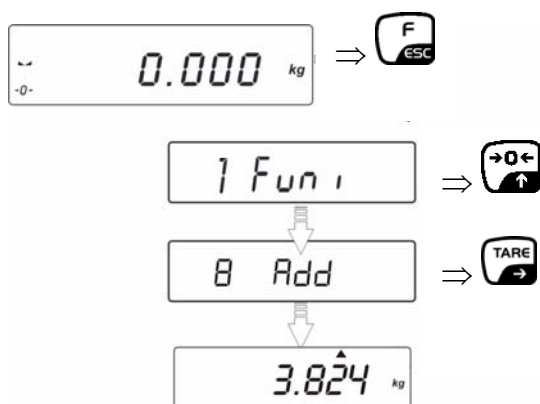 0.000 kg ⇒ F ESC
-0-
1 Funi ⇒ →0← ↑
8 Add ⇒ TARE →
3.824 kg